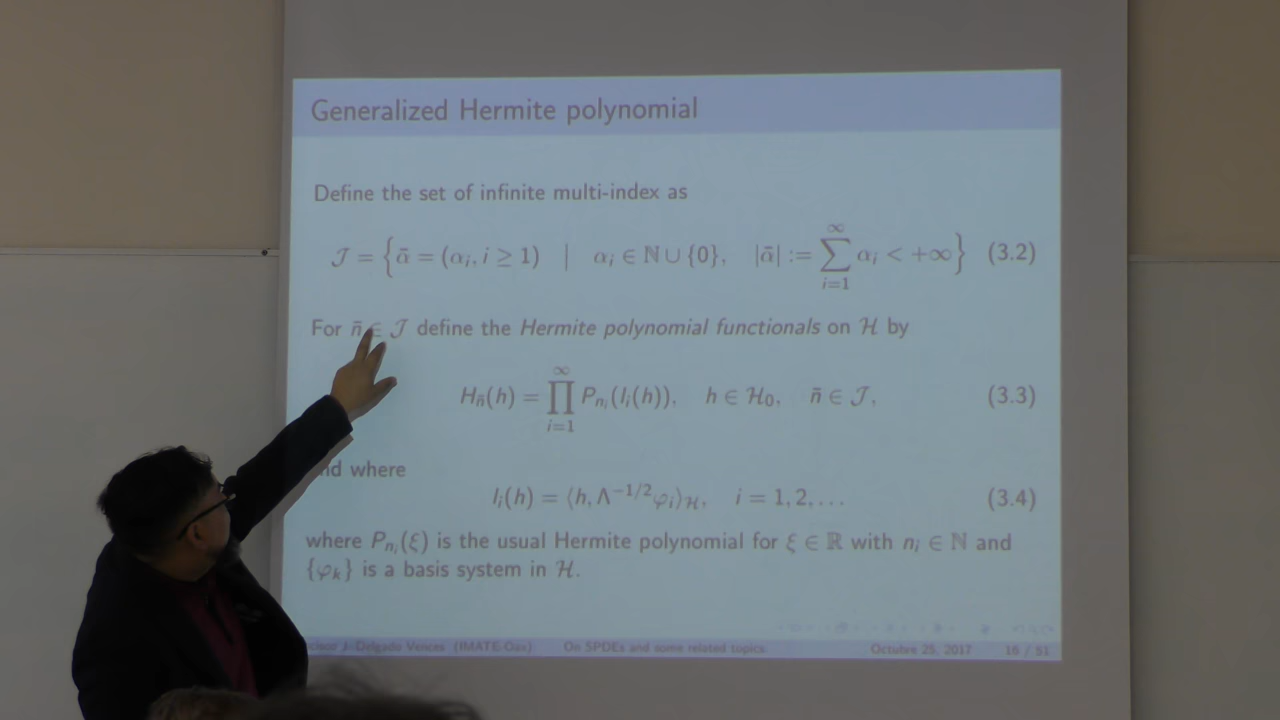 Generalized Hermite polynomial
Define the set of infinite multi-index as
𝒥 = { ᾱ = (αᵢ, i ≥ 1) | αᵢ ∈ ℕ ∪ {0}, |ᾱ| := ∑_{i=1}^{∞} αᵢ < +∞ } (3.2)
For n̄ ∈ 𝒥 define the Hermite polynomial functionals on ℋ by
H_{n̄}(h) = ∏_{i=1}^{∞} P_{nᵢ}(lᵢ(h)), h ∈ ℋ₀, n̄ ∈ 𝒥, (3.3)
where
lᵢ(h) = ⟨h, Λ^{−1/2}φᵢ⟩_ℋ, i = 1, 2, … (3.4)
where P_{nᵢ}(ξ) is the usual Hermite polynomial for ξ ∈ ℝ with nᵢ ∈ ℕ and
{φₖ} is a basis system in ℋ.
J. Delgado Vences (IMATE Oax) On SPDEs and some related topics Octubre 25, 2017 16 / 51